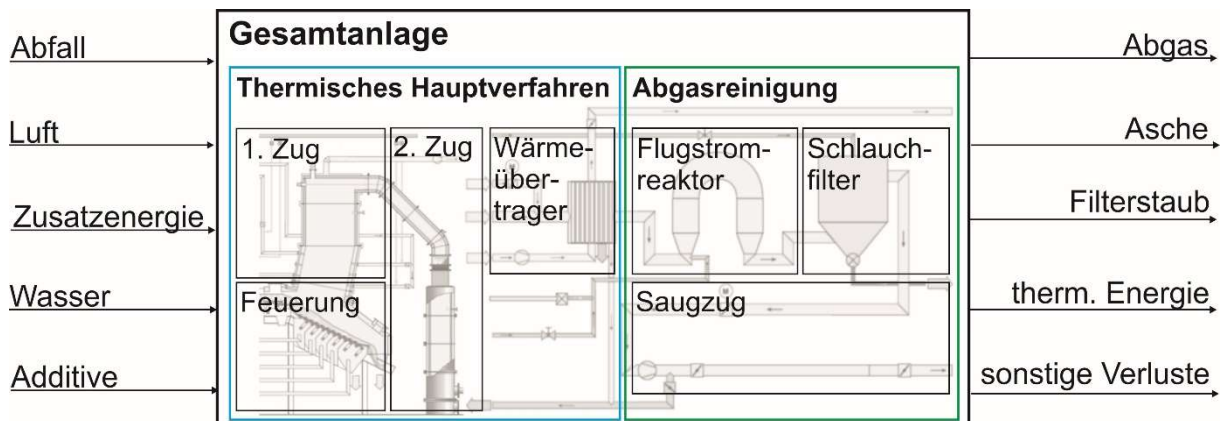 Gesamtanlage
Abfall
Luft
Zusatzenergie
Wasser
Additive
Thermisches Hauptverfahren
1. Zug
2. Zug
Wärme-
über-
trager
Feuerung
Abgasreinigung
Flugstrom-
reaktor
Schlauch-
filter
Saugzug
Abgas
Asche
Filterstaub
therm. Energie
sonstige Verluste